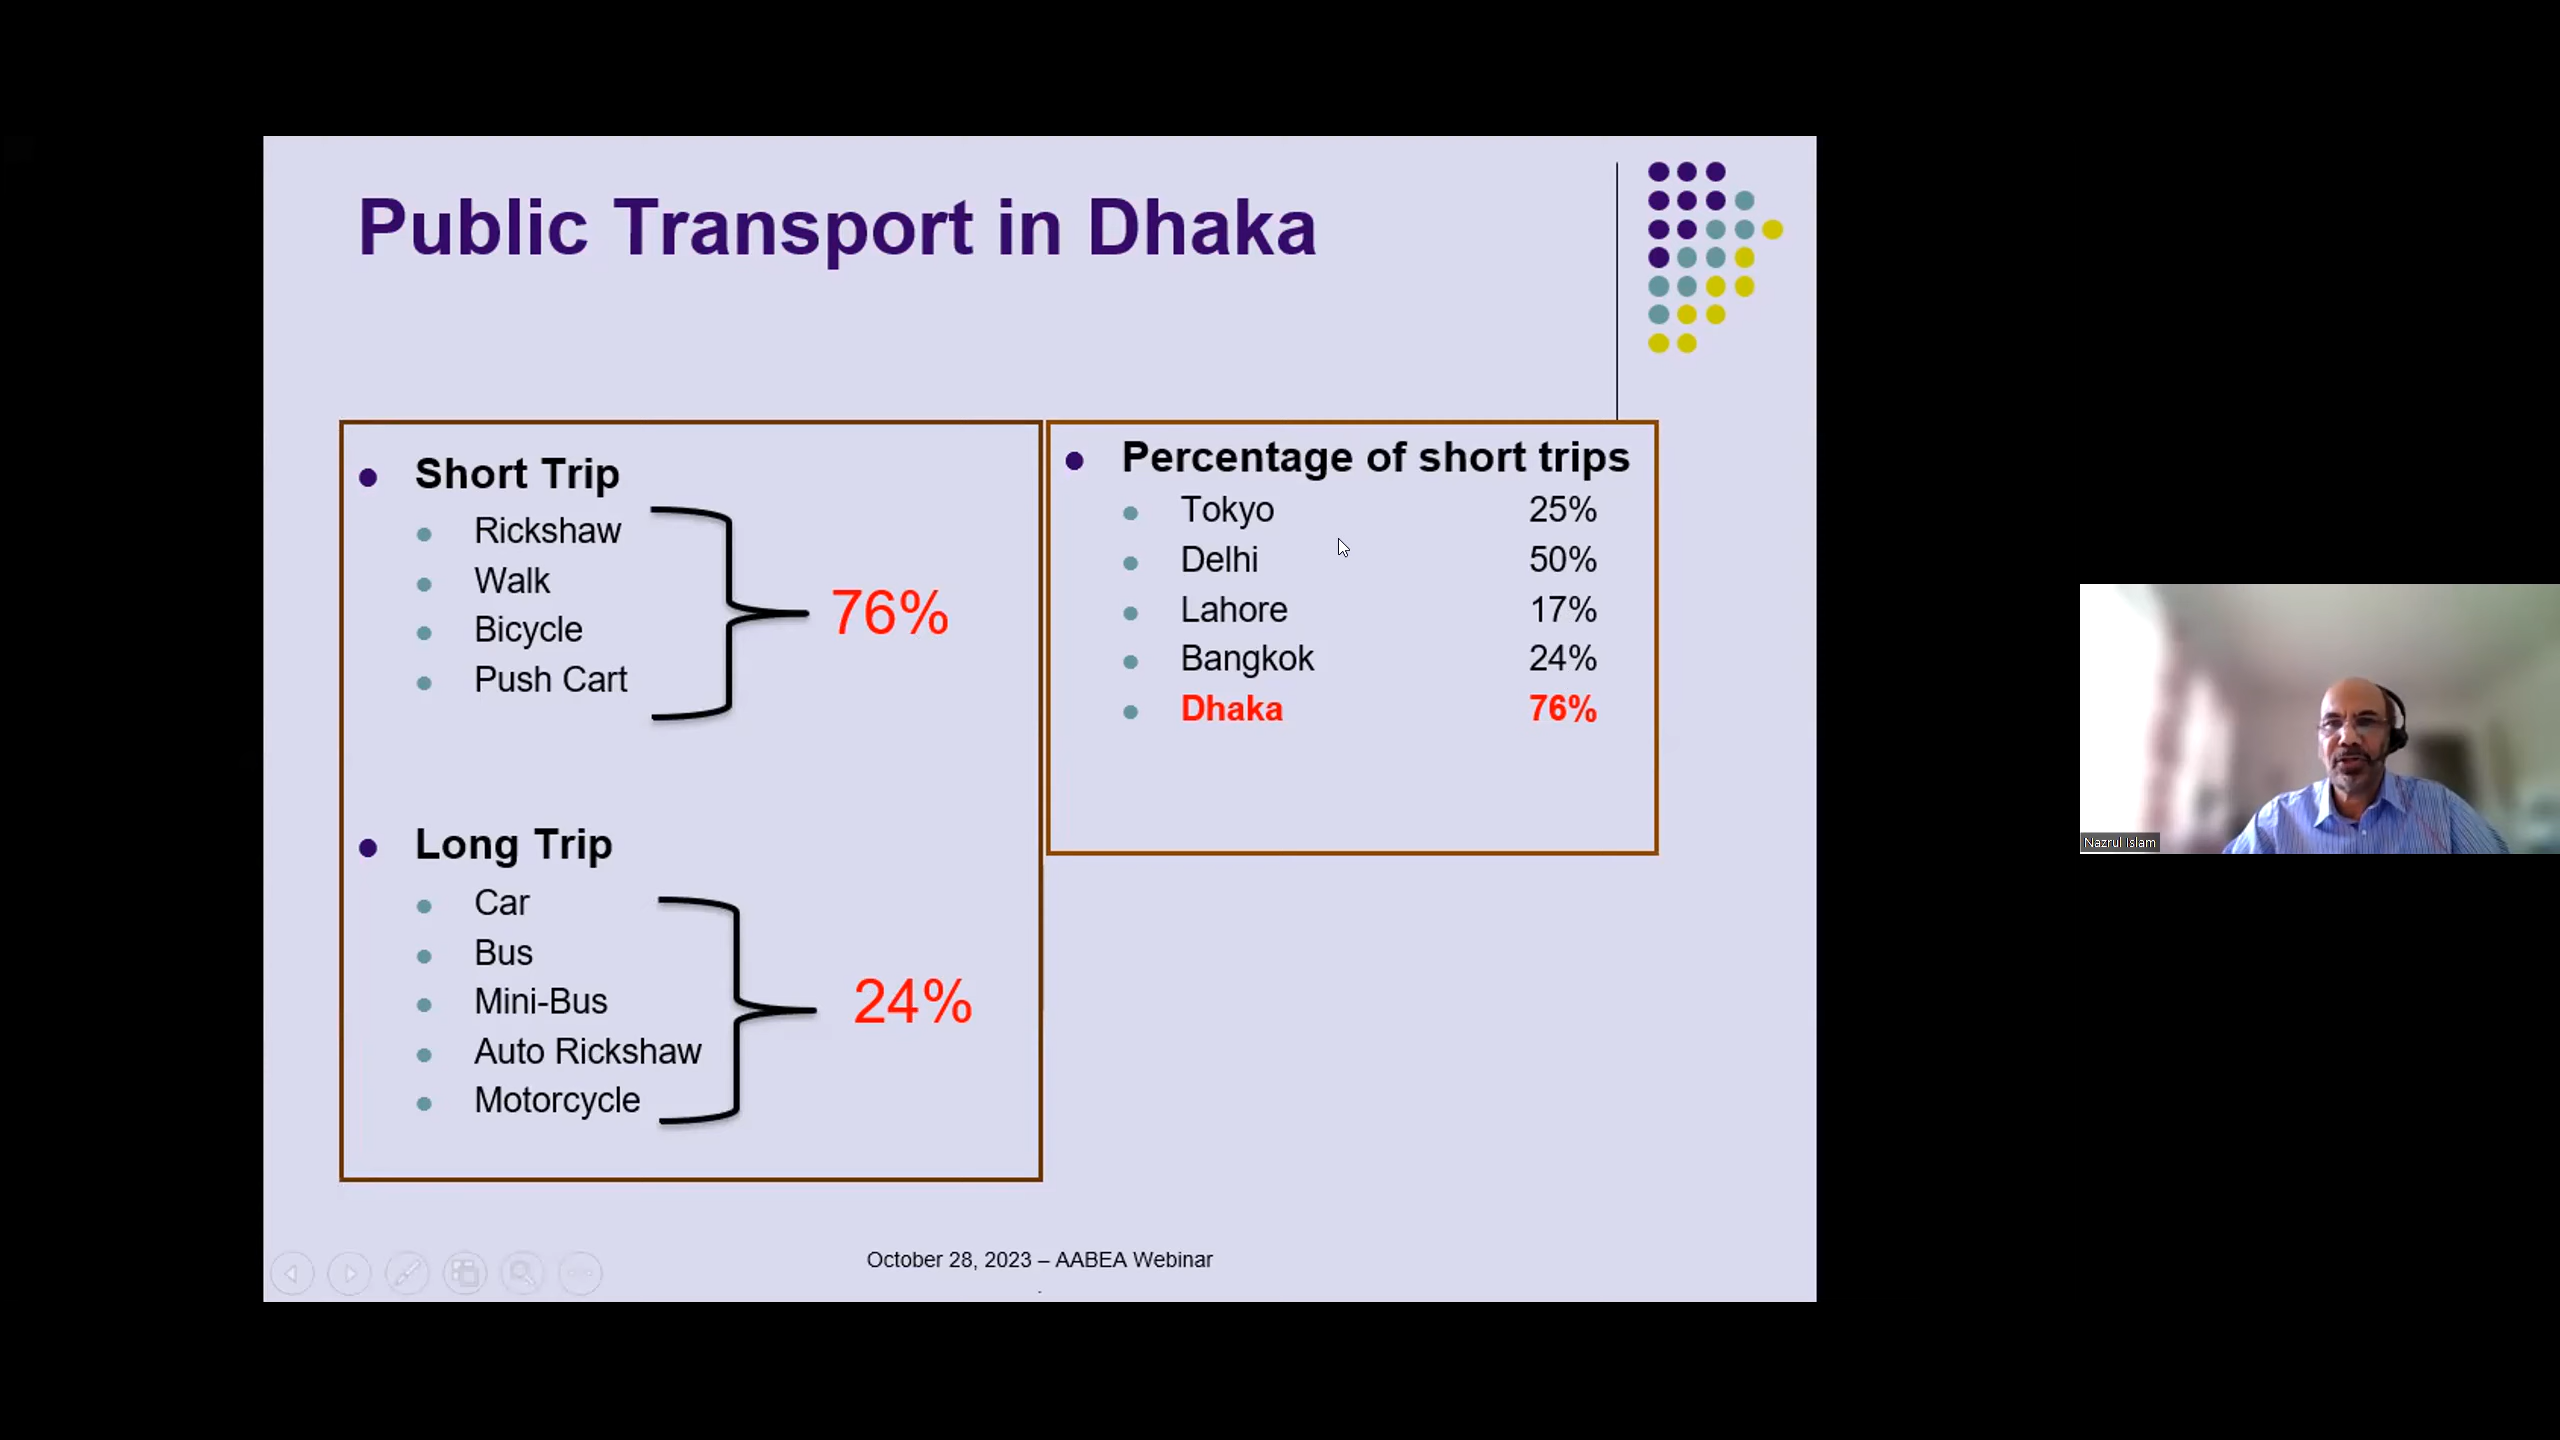 Public Transport in Dhaka
Short Trip
Rickshaw
Walk
Bicycle
Push Cart
76%
Long Trip
Car
Bus
Mini-Bus
Auto Rickshaw
Motorcycle
24%
Percentage of short trips
Tokyo 25%
Delhi 50%
Lahore 17%
Bangkok 24%
Dhaka 76%
October 28, 2023 – AABEA Webinar
Nazrul Islam